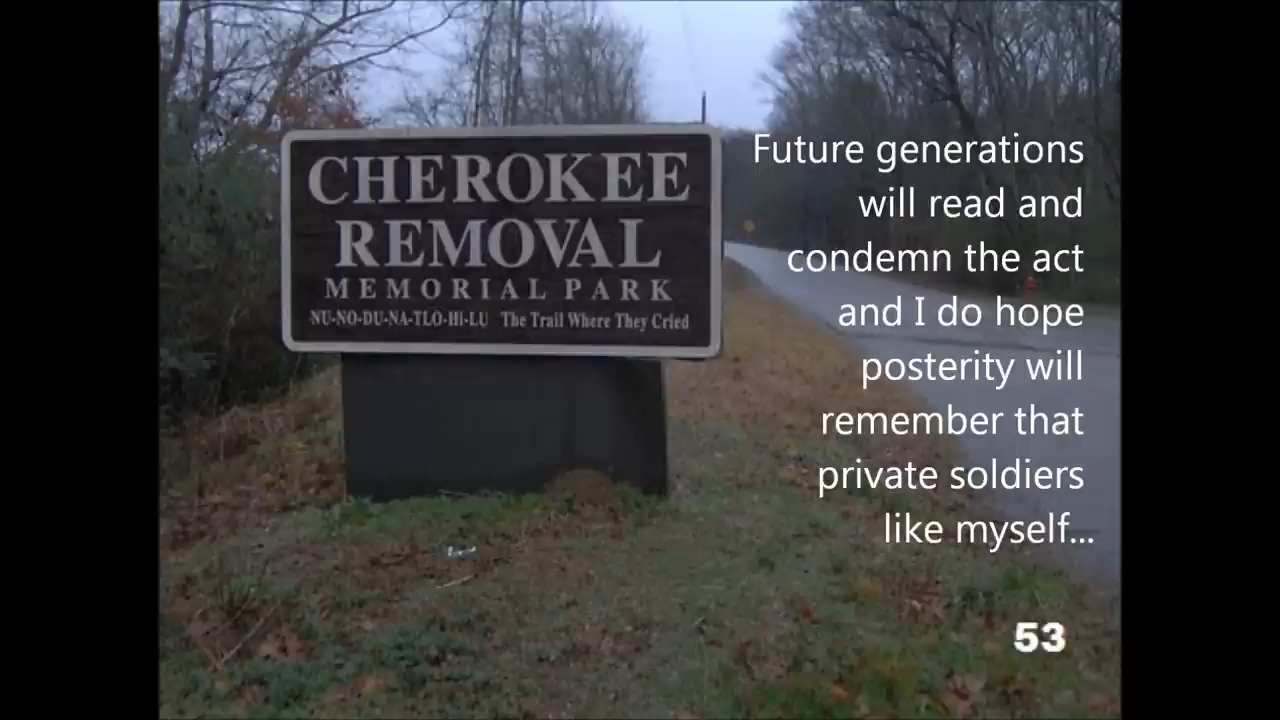 CHEROKEE
REMOVAL
MEMORIAL PARK
NU-NO-DU-NA-TLO-HI-LU The Trail Where They Cried
Future generations
will read and
condemn the act
and I do hope
posterity will
remember that
private soldiers
like myself...
53